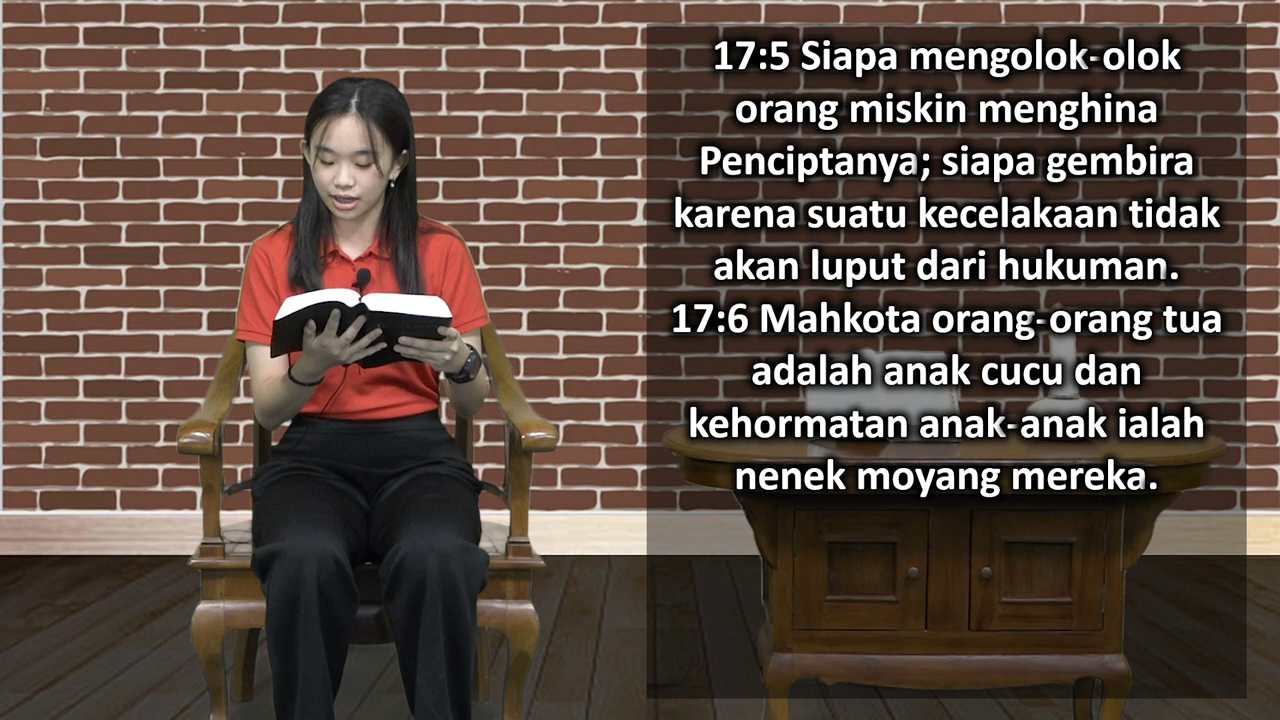 17:5 Siapa mengolok-olok
orang miskin menghina
Penciptanya; siapa gembira
karena suatu kecelakaan tidak
akan luput dari hukuman.
17:6 Mahkota orang-orang tua
adalah anak cucu dan
kehormatan anak-anak ialah
nenek moyang mereka.